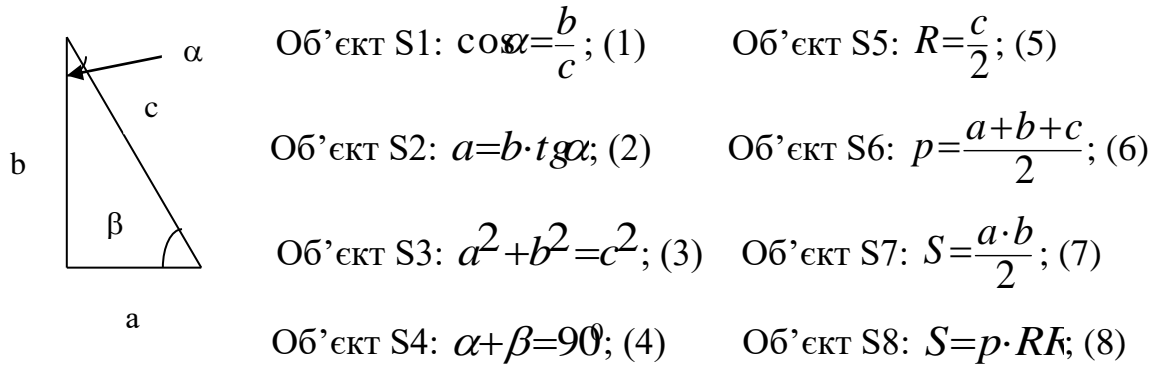 α
c
b
β
a
Об’єкт S1: cosα=b/c; (1)
Об’єкт S2: a=b·tgα; (2)
Об’єкт S3: a²+b²=c²; (3)
Об’єкт S4: α+β=90⁰; (4)
Об’єкт S5: R=c/2; (5)
Об’єкт S6: p=(a+b+c)/2; (6)
Об’єкт S7: S=(a·b)/2; (7)
Об’єкт S8: S=p·R; (8)